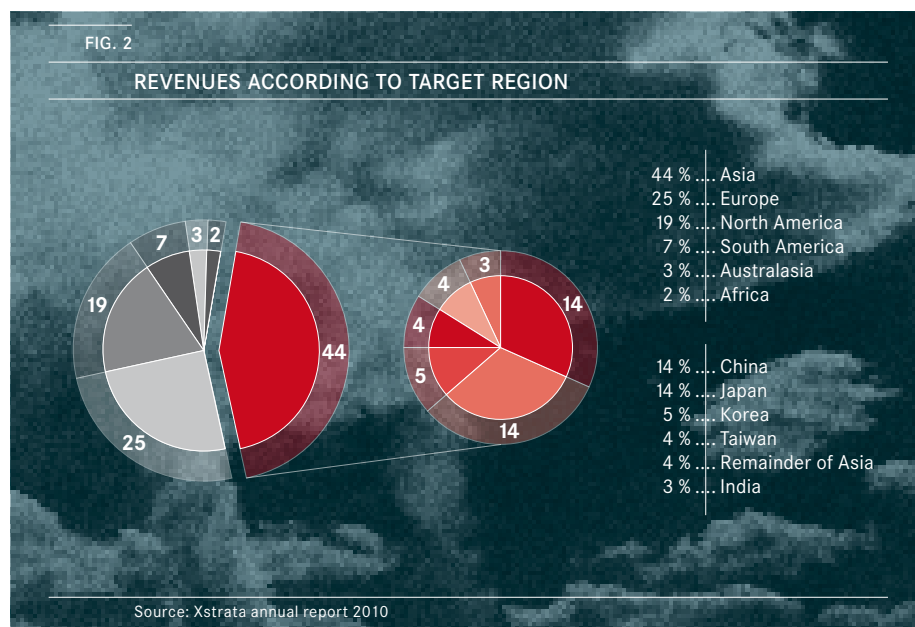 FIG. 2
REVENUES ACCORDING TO TARGET REGION
7
3
2
19
44
25
3
4
14
4
5
14
44 % .... Asia
25 % .... Europe
19 % .... North America
7 % .... South America
3 % .... Australasia
2 % .... Africa
14 % .... China
14 % .... Japan
5 % .... Korea
4 % .... Taiwan
4 % .... Remainder of Asia
3 % .... India
Source: Xstrata annual report 2010